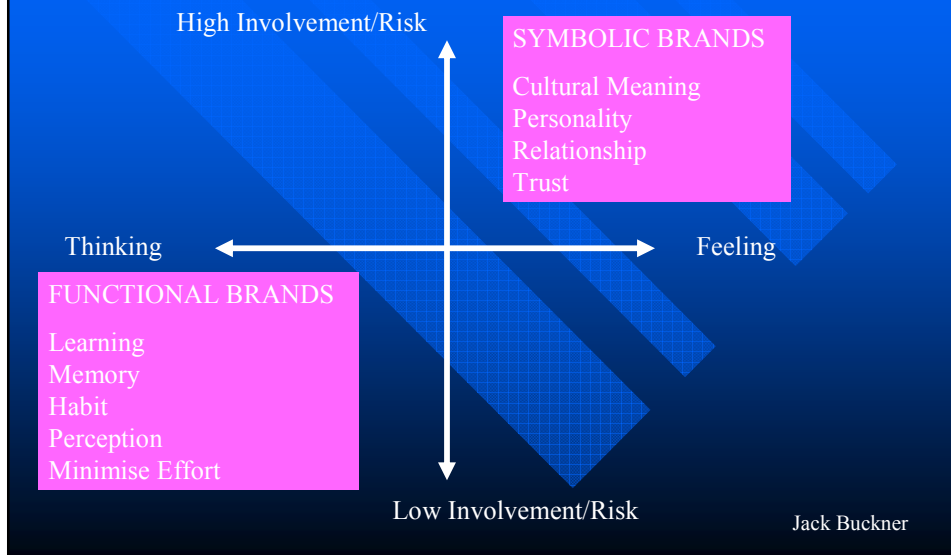 High Involvement/Risk
SYMBOLIC BRANDS
Cultural Meaning
Personality
Relationship
Trust
Thinking
Feeling
FUNCTIONAL BRANDS
Learning
Memory
Habit
Perception
Minimise Effort
Low Involvement/Risk
Jack Buckner